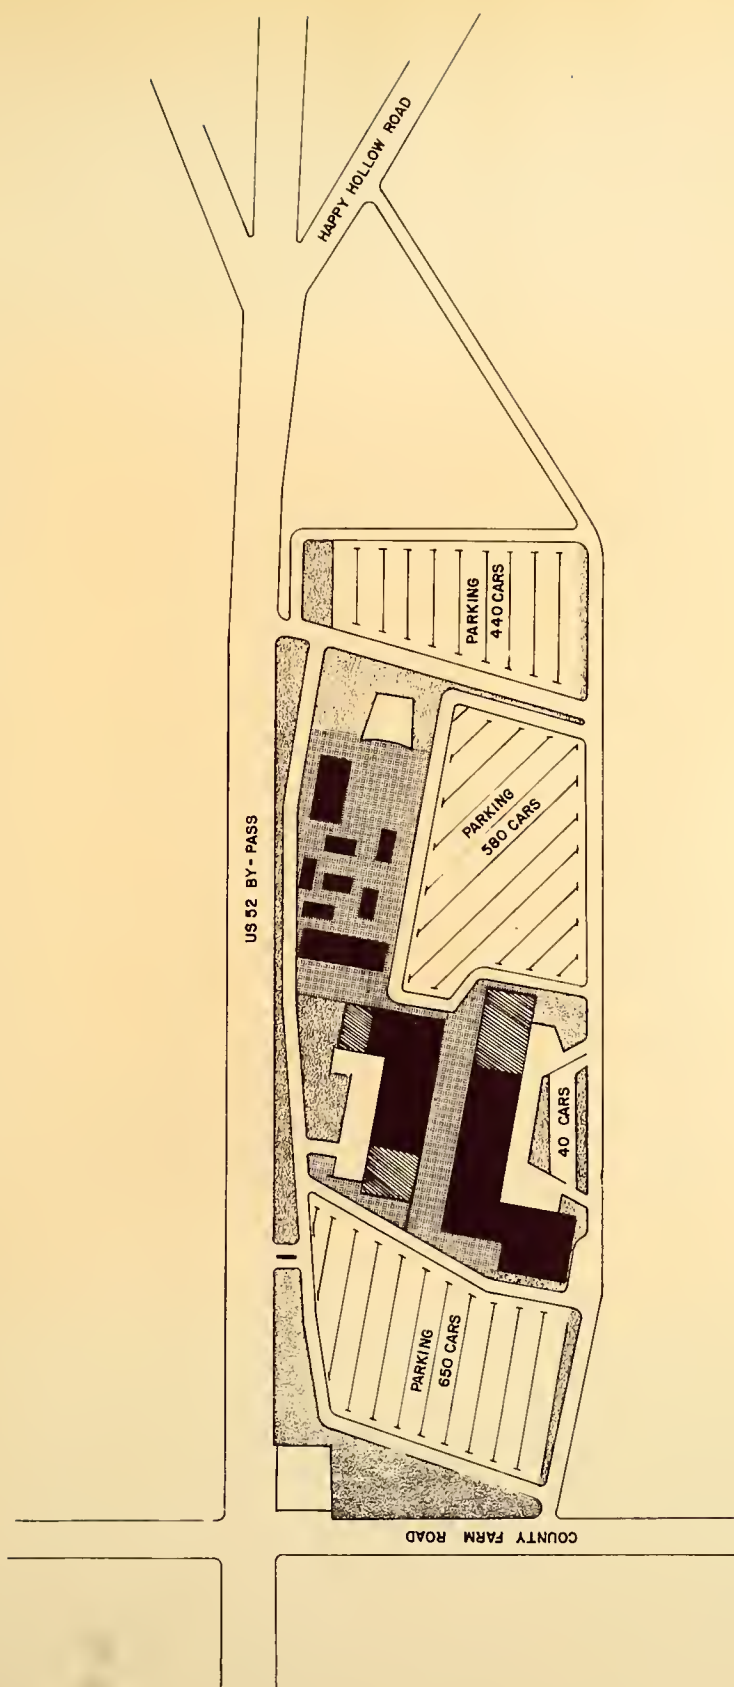 HAPPY HOLLOW ROAD
PARKING
440 CARS
PARKING
580 CARS
US 52 BY-PASS
40 CARS
PARKING
650 CARS
COUNTY FARM ROAD